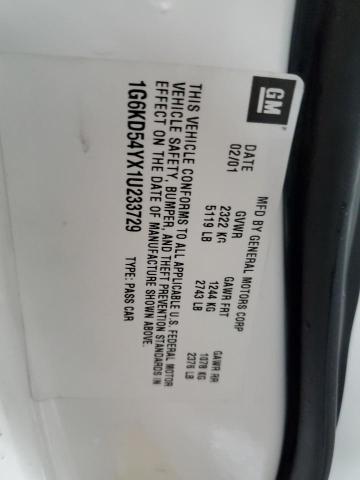 GM
MFD BY GENERAL MOTORS CORP
DATE GVWR GAWR FRT GAWR RR
02/01 2322 KG 1244 KG 1078 KG
5119 LB 2743 LB 2376 LB
THIS VEHICLE CONFORMS TO ALL APPLICABLE U.S. FEDERAL MOTOR
VEHICLE SAFETY, BUMPER, AND THEFT PREVENTION STANDARDS IN
EFFECT ON THE DATE OF MANUFACTURE SHOWN ABOVE.
1G6KD54YX1U233729 TYPE: PASS CAR